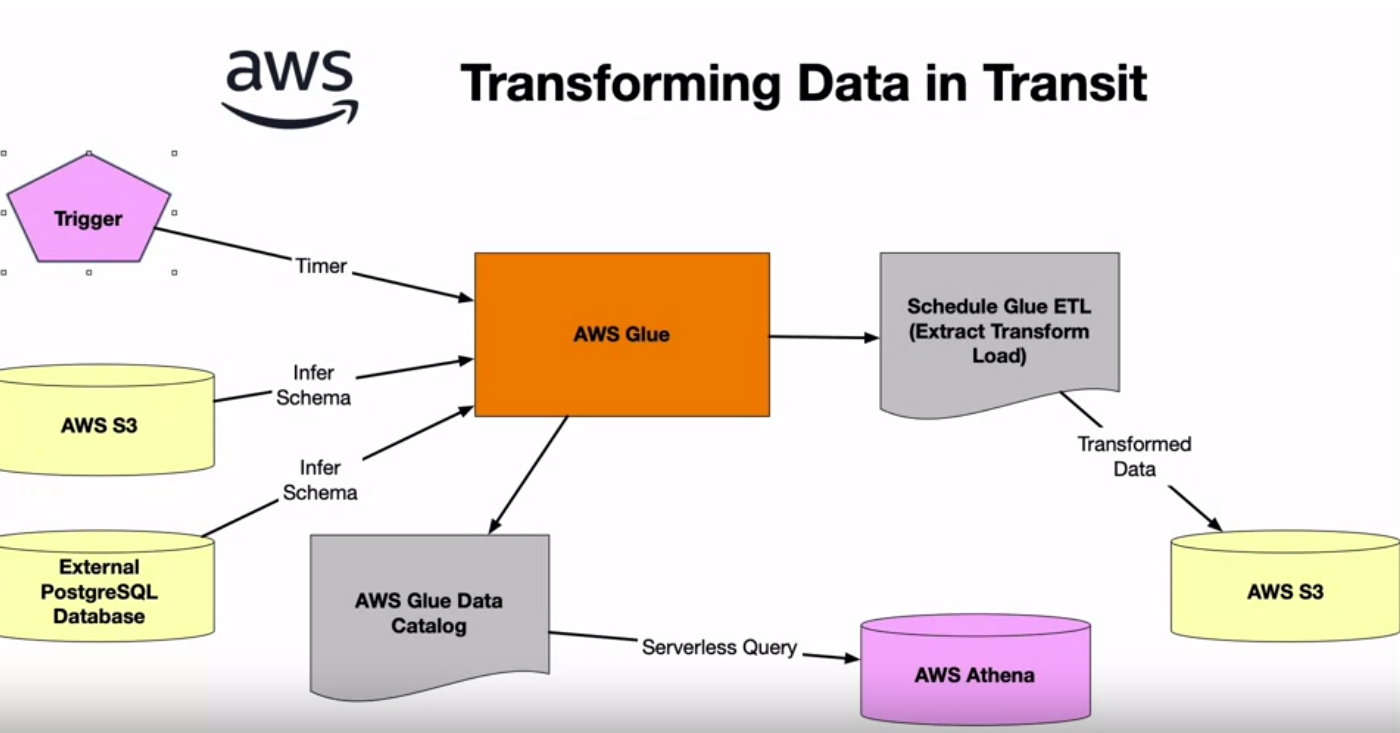 aws
Transforming Data in Transit
Trigger
Timer
AWS Glue
Schedule Glue ETL
(Extract Transform
Load)
Infer
Schema
AWS S3
Infer
Schema
Transformed
Data
External
PostgreSQL
Database
AWS Glue Data
Catalog
Serverless Query
AWS Athena
AWS S3